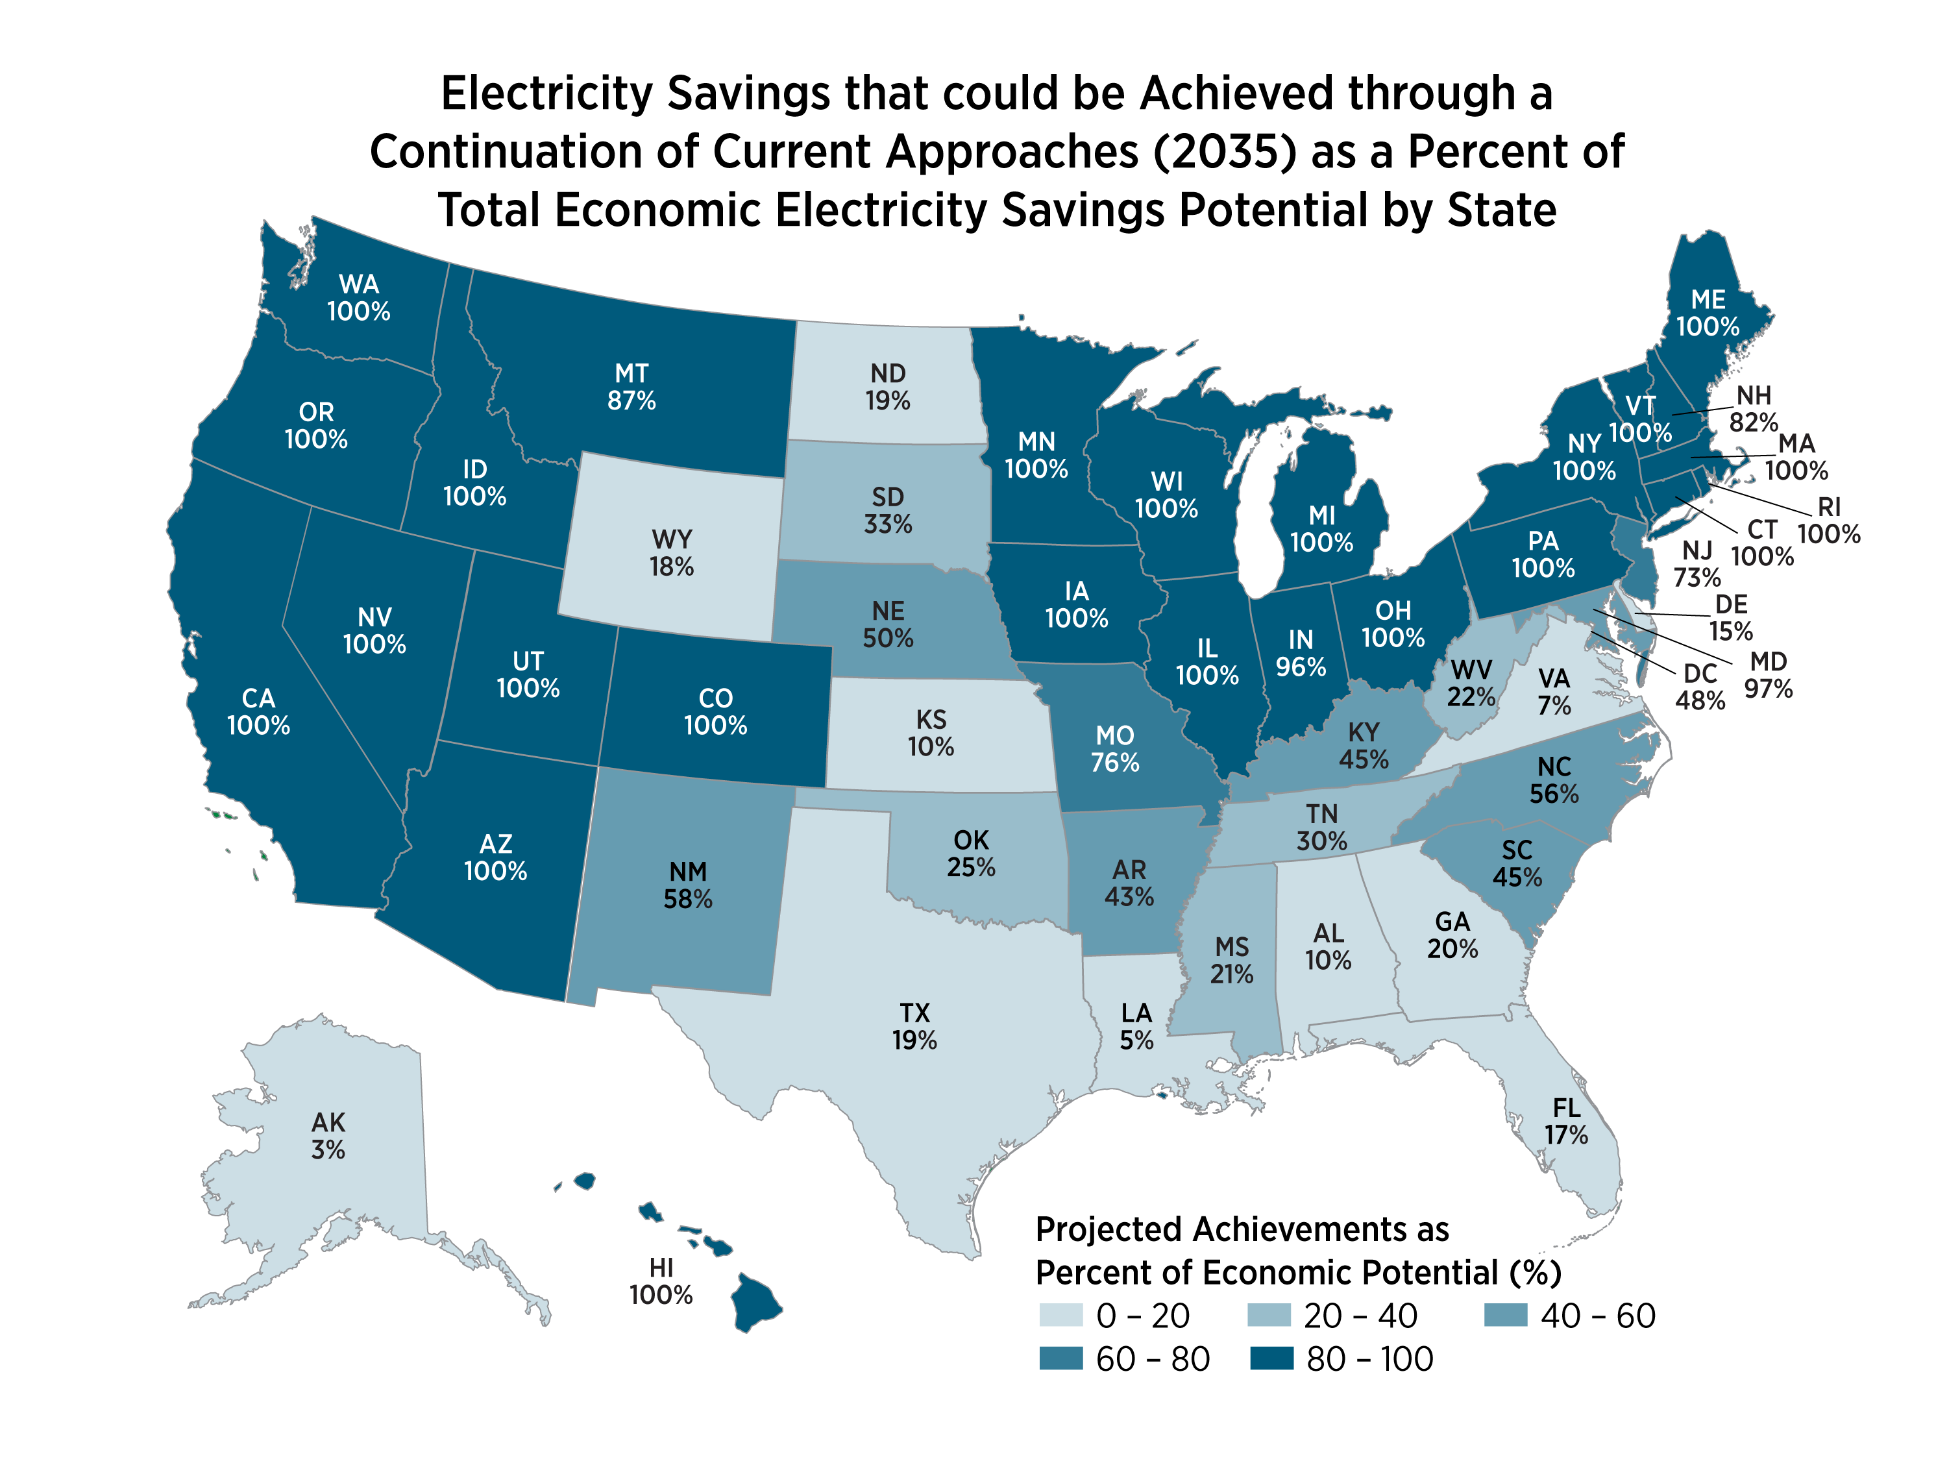 Electricity Savings that could be Achieved through a
Continuation of Current Approaches (2035) as a Percent of
Total Economic Electricity Savings Potential by State
WA
100%
OR
100%
ID
100%
MT
87%
ND
19%
MN
100%
SD
33%
WY
18%
WI
100%
MI
100%
NY
100%
VT
100%
ME
100%
NH
82%
MA
100%
RI
100%
CT
100%
NJ
73%
PA
100%
DE
15%
MD
97%
DC
48%
CA
100%
NV
100%
UT
100%
CO
100%
NE
50%
IA
100%
IL
100%
IN
96%
OH
100%
WV
22%
VA
7%
KS
10%
MO
76%
KY
45%
NC
56%
TN
30%
SC
45%
AZ
100%
NM
58%
OK
25%
AR
43%
MS
21%
AL
10%
GA
20%
TX
19%
LA
5%
FL
17%
AK
3%
HI
100%
Projected Achievements as
Percent of Economic Potential (%)
0 – 20
20 – 40
40 – 60
60 – 80
80 – 100